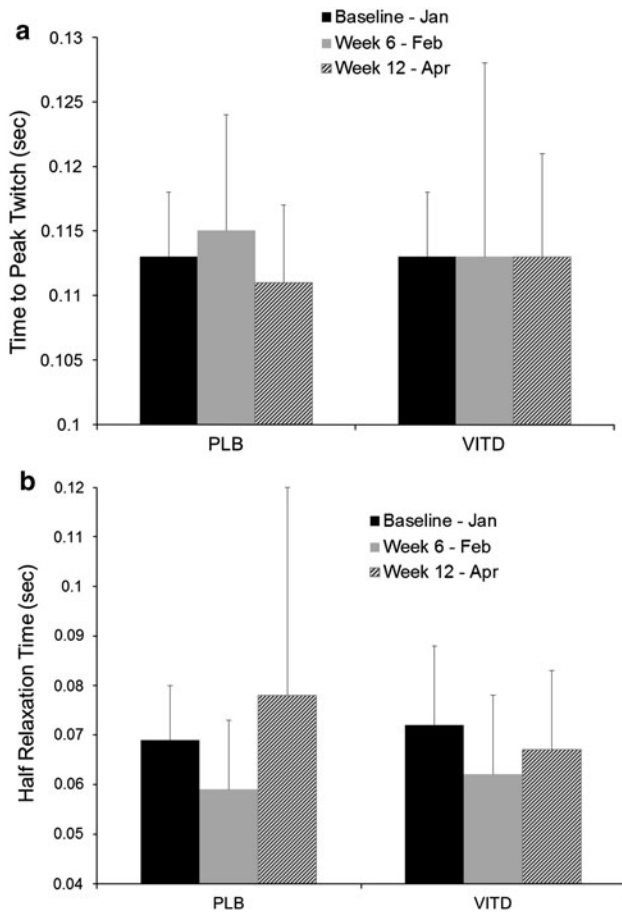 a
Time to Peak Twitch (sec)
0.13
0.125
0.12
0.115
0.11
0.105
0.1
Baseline - Jan
Week 6 - Feb
Week 12 - Apr
PLB VITD
b
Half Relaxation Time (sec)
0.12
0.11
0.1
0.09
0.08
0.07
0.06
0.05
0.04
Baseline - Jan
Week 6 - Feb
Week 12 - Apr
PLB VITD